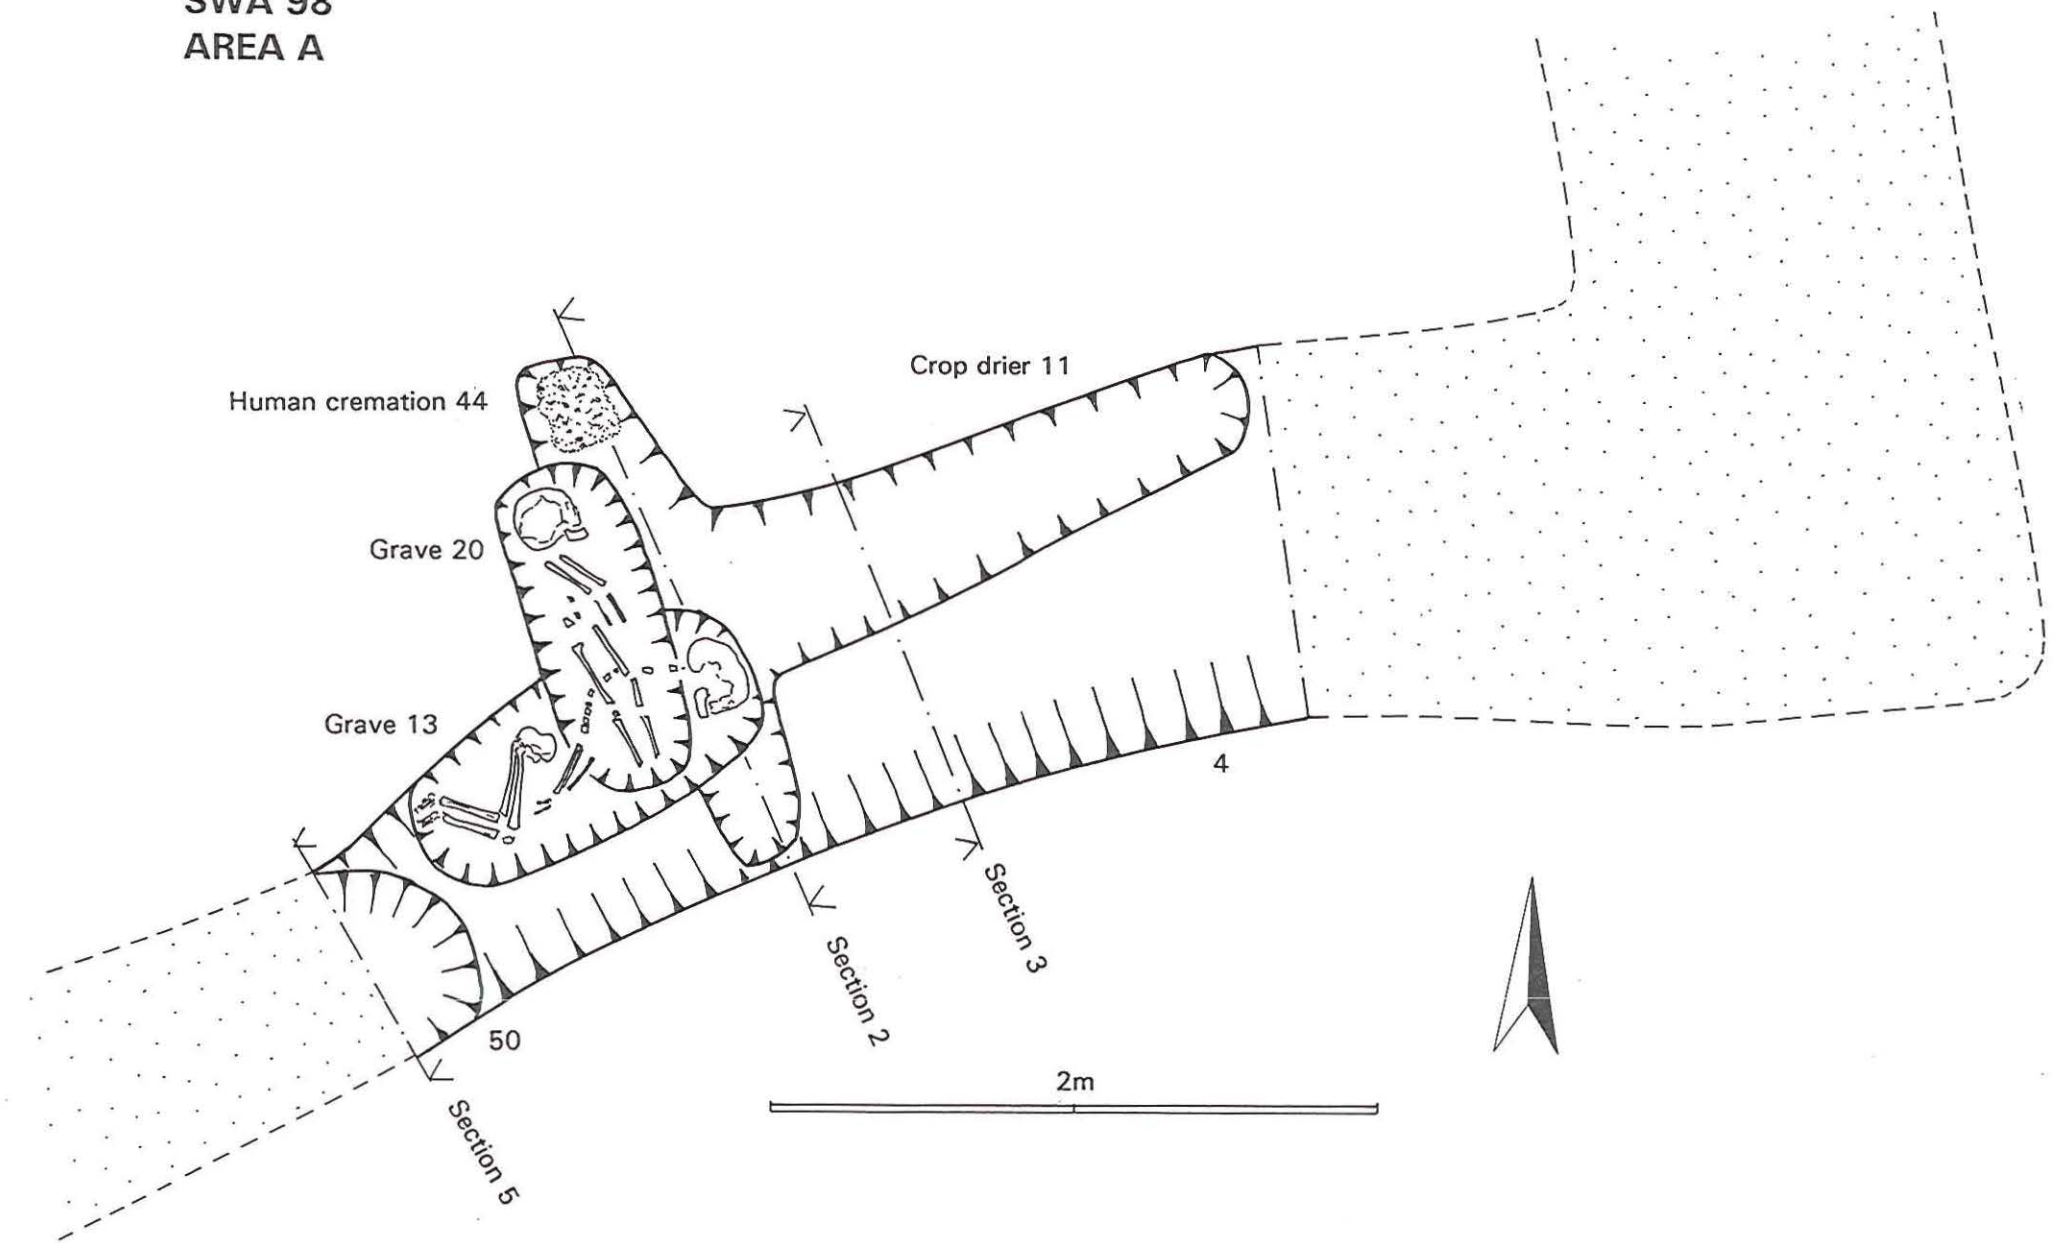 SWA 98
AREA A
Crop drier 11
Human cremation 44
Grave 20
Grave 13
4
Section 3
Section 2
50
2m
Section 5